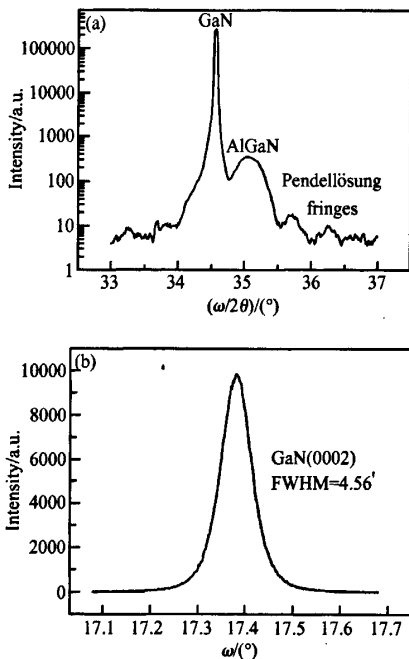 (a)
GaN
100000
10000
1000
100
10
1
Intensity/a.u.
AlGaN
Pendellösung
fringes
33 34 35 36 37
(ω/2θ)/(°)
(b)
10000
8000
6000
4000
2000
0
Intensity/a.u.
GaN(0002)
FWHM=4.56′
17.1 17.2 17.3 17.4 17.5 17.6 17.7
ω/(°)